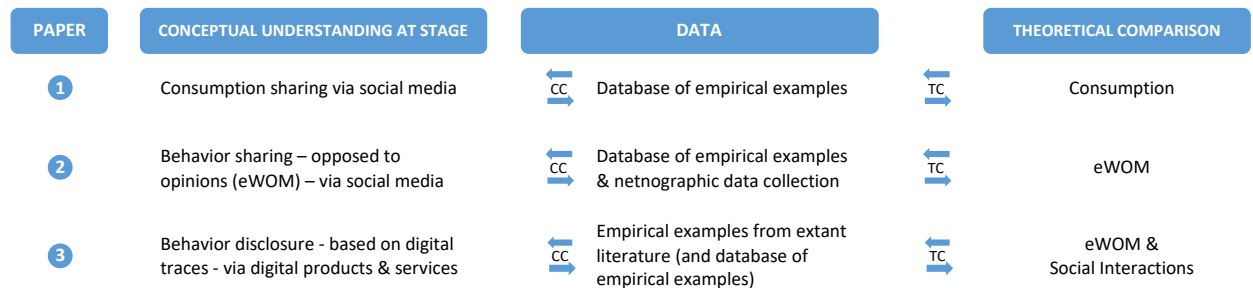 PAPER
CONCEPTUAL UNDERSTANDING AT STAGE
DATA
THEORETICAL COMPARISON
1
Consumption sharing via social media
CC
Database of empirical examples
TC
Consumption
2
Behavior sharing – opposed to
opinions (eWOM) – via social media
CC
Database of empirical examples
& netnographic data collection
TC
eWOM
3
Behavior disclosure - based on digital
traces - via digital products & services
CC
Empirical examples from extant
literature (and database of
empirical examples)
TC
eWOM &
Social Interactions